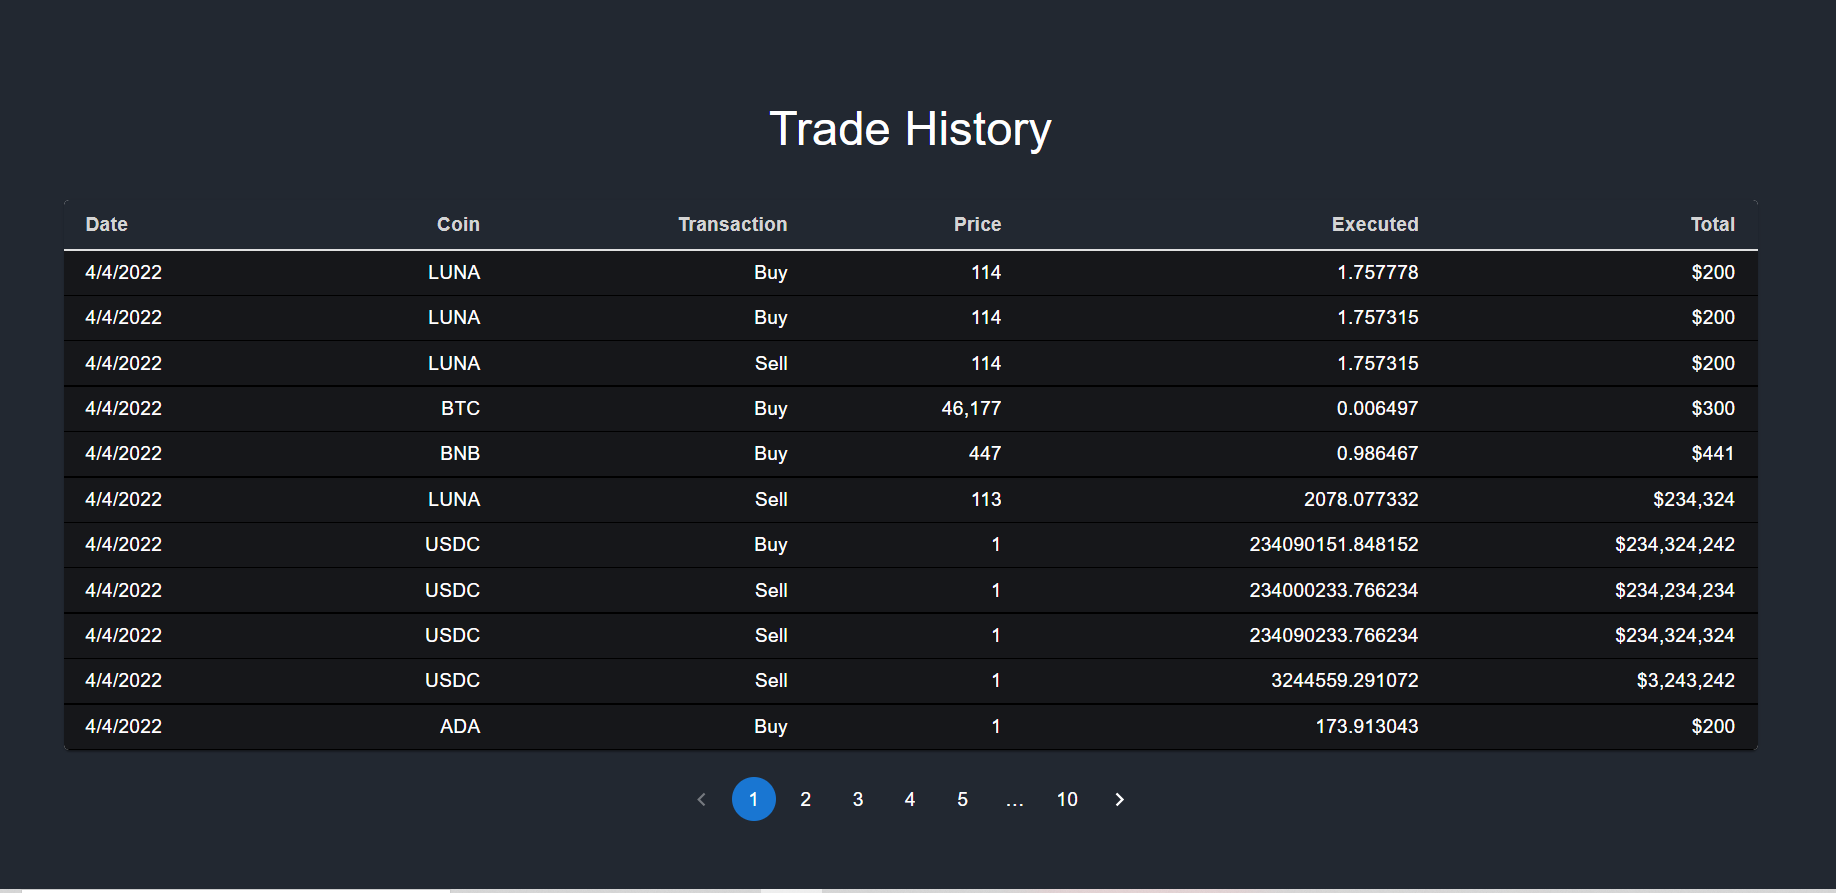 Trade History
Date Coin Transaction Price Executed Total
4/4/2022 LUNA Buy 114 1.757778 $200
4/4/2022 LUNA Buy 114 1.757315 $200
4/4/2022 LUNA Sell 114 1.757315 $200
4/4/2022 BTC Buy 46,177 0.006497 $300
4/4/2022 BNB Buy 447 0.986467 $441
4/4/2022 LUNA Sell 113 2078.077332 $234,324
4/4/2022 USDC Buy 1 234090151.848152 $234,324,242
4/4/2022 USDC Sell 1 234000233.766234 $234,234,234
4/4/2022 USDC Sell 1 234090233.766234 $234,324,324
4/4/2022 USDC Sell 1 3244559.291072 $3,243,242
4/4/2022 ADA Buy 1 173.913043 $200
1 2 3 4 5 ... 10